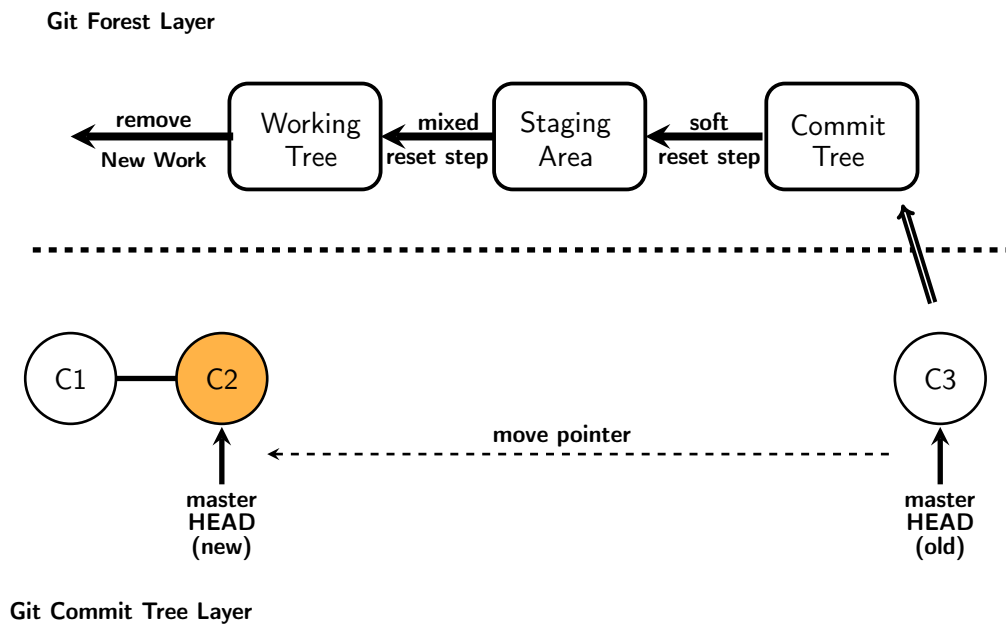 Git Forest Layer
remove
New Work
Working
Tree
mixed
reset step
Staging
Area
soft
reset step
Commit
Tree
C1
C2
C3
move pointer
master
HEAD
(new)
master
HEAD
(old)
Git Commit Tree Layer